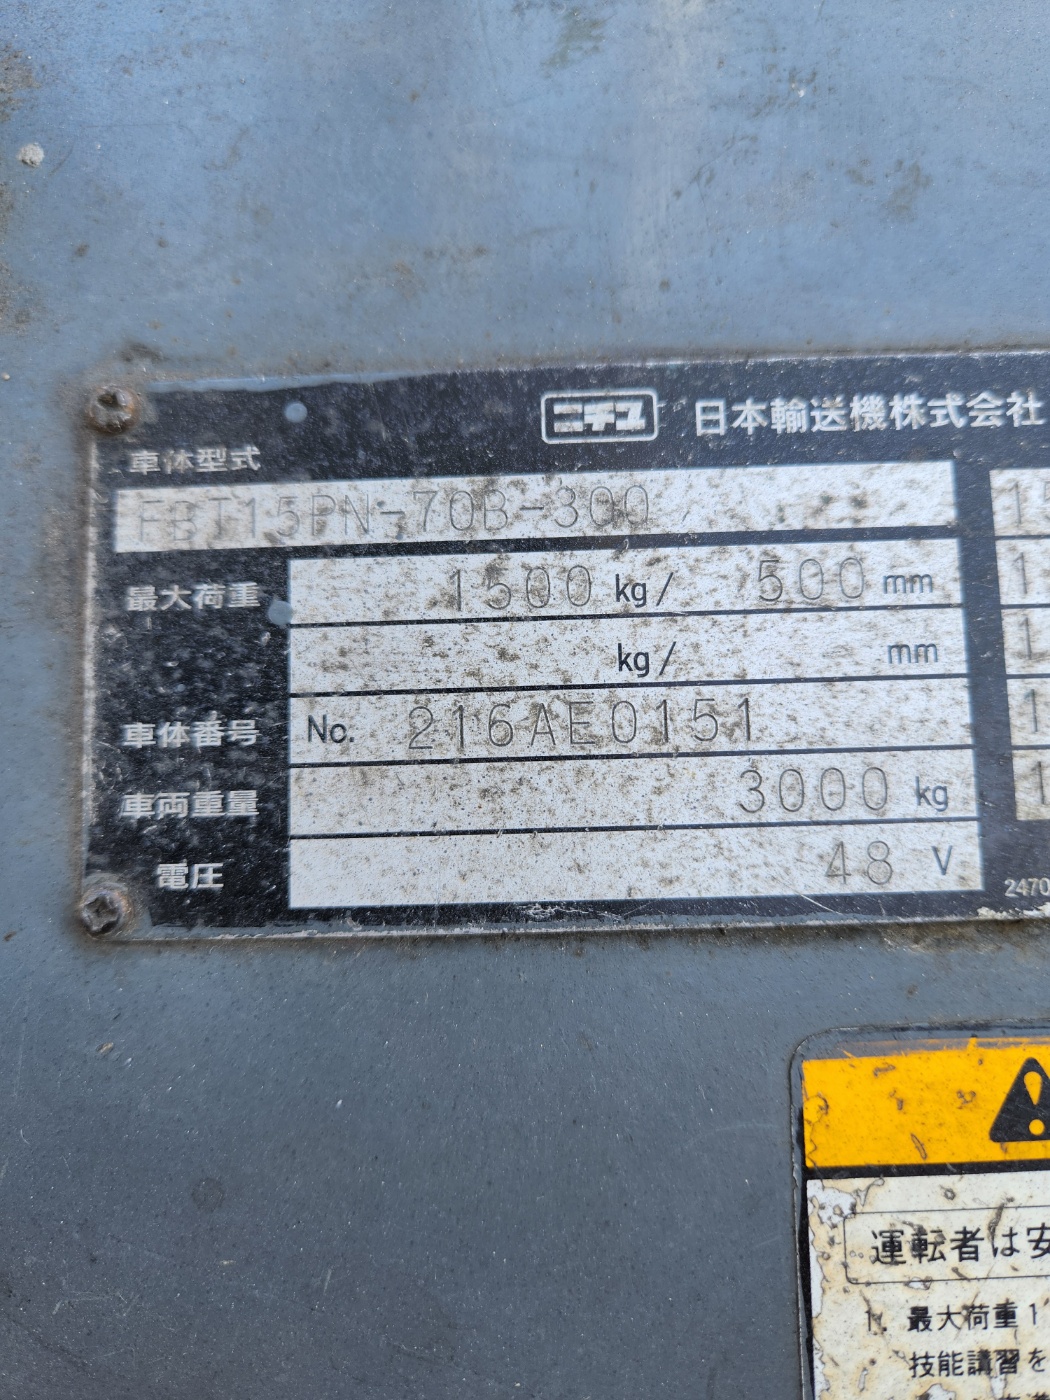 ニチユ 日本輸送機株式会社
車体型式
FBT15PN-70B-300
最大荷重 1500 kg/ 500 mm
kg/ mm
車体番号 No. 216AE0151
車両重量 3000 kg
電圧 48 V
2470
運転者は安
1. 最大荷重1
技能講習を